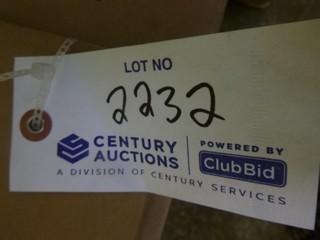 LOT NO
2232
CENTURY AUCTIONS
POWERED BY ClubBid
A DIVISION OF CENTURY SERVICES